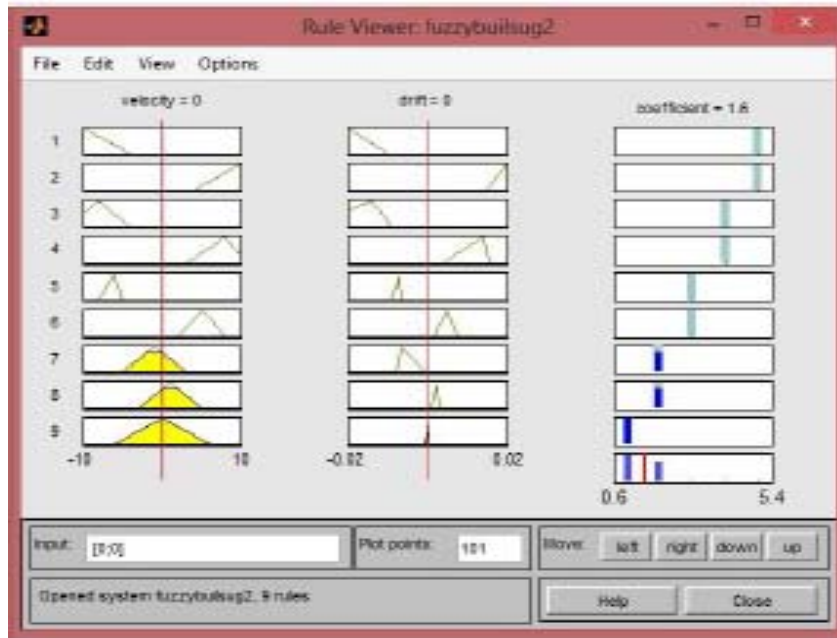 Rule Viewer: fuzzybuilsug2
File Edit View Options
velocity = 0
drift = 0
coefficient = 1.6
1
2
3
4
5
6
7
8
9
-10 10
-0.02 0.02
0.6 5.4
Input: [0;0]
Plot points: 101
Move: left right down up
Opened system fuzzybuilsug2, 9 rules
Help Close